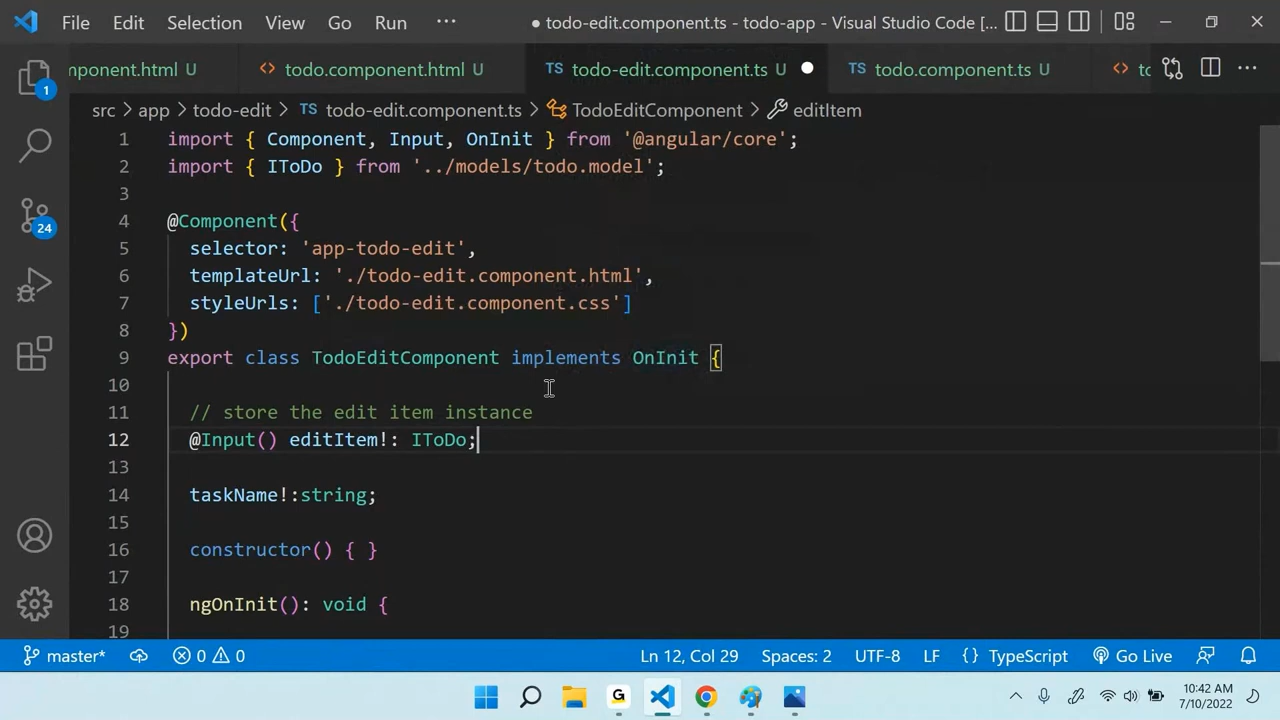 File Edit Selection View Go Run ··· ● todo-edit.component.ts - todo-app - Visual Studio Code [...
nponent.html U <> todo.component.html U TS todo-edit.component.ts ● TS todo.component.ts U <> tc ···
src > app > todo-edit > TS todo-edit.component.ts > TodoEditComponent > editItem
1 import { Component, Input, OnInit } from '@angular/core';
2 import { IToDo } from '../models/todo.model';
3
4 @Component({
5 selector: 'app-todo-edit',
6 templateUrl: './todo-edit.component.html',
7 styleUrls: ['./todo-edit.component.css']
8 })
9 export class TodoEditComponent implements OnInit {
10
11 // store the edit item instance
12 @Input() editItem!: IToDo;
13
14 taskName!:string;
15
16 constructor() { }
17
18 ngOnInit(): void {
19
1
24
master* 0 0 Ln 12, Col 29 Spaces: 2 UTF-8 LF {} TypeScript Go Live
G
10:42 AM
7/10/2022